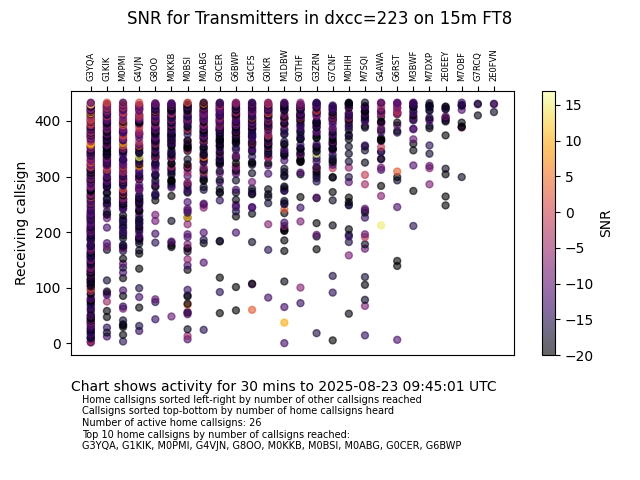 SNR for Transmitters in dxcc=223 on 15m FT8
G3YQA G1KIK M0PMI G4VJN G8OO M0KKB M0BSI M0ABG G0CER G6BWP G4CFS G0IKR M1DBW G0THF G3ZRN G7CNF M0HIH M7SQI G4AWA G6RST M3BWF M7DXP 2E0EEY M7OBF G7RCQ 2E0FVN
Receiving callsign
400
300
200
100
0
15
10
5
0
−5
−10
−15
−20
SNR
Chart shows activity for 30 mins to 2025-08-23 09:45:01 UTC
Home callsigns sorted left-right by number of other callsigns reached
Callsigns sorted top-bottom by number of home callsigns heard
Number of active home callsigns: 26
Top 10 home callsigns by number of callsigns reached:
G3YQA, G1KIK, M0PMI, G4VJN, G8OO, M0KKB, M0BSI, M0ABG, G0CER, G6BWP